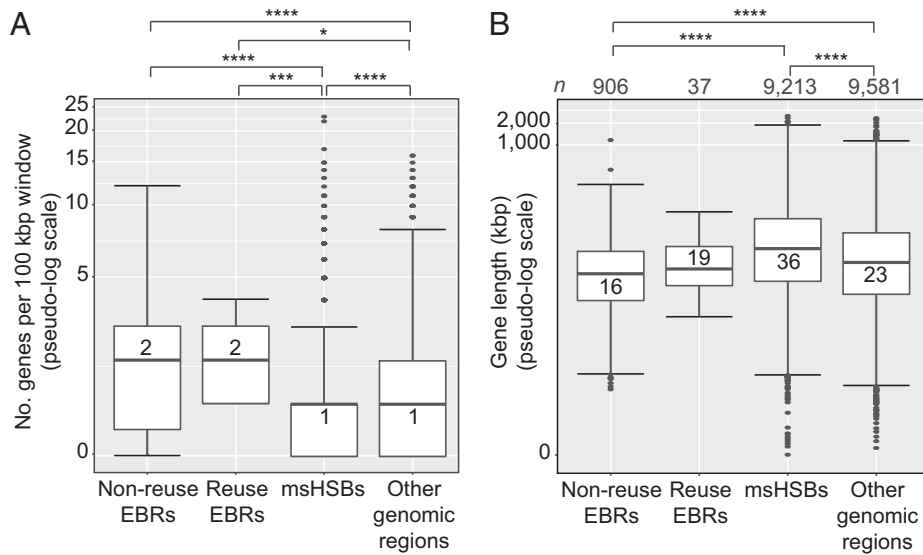 A
****
*
****
***
****
25
20
15
10
5
0
No. genes per 100 kbp window
(pseudo-log scale)
2
2
1
1
Non-reuse
EBRs
Reuse
EBRs
msHSBs
Other
genomic
regions
B
****
****
****
n 906 37 9,213 9,581
2,000
1,000
0
Gene length (kbp)
(pseudo-log scale)
16
19
36
23
Non-reuse
EBRs
Reuse
EBRs
msHSBs
Other
genomic
regions